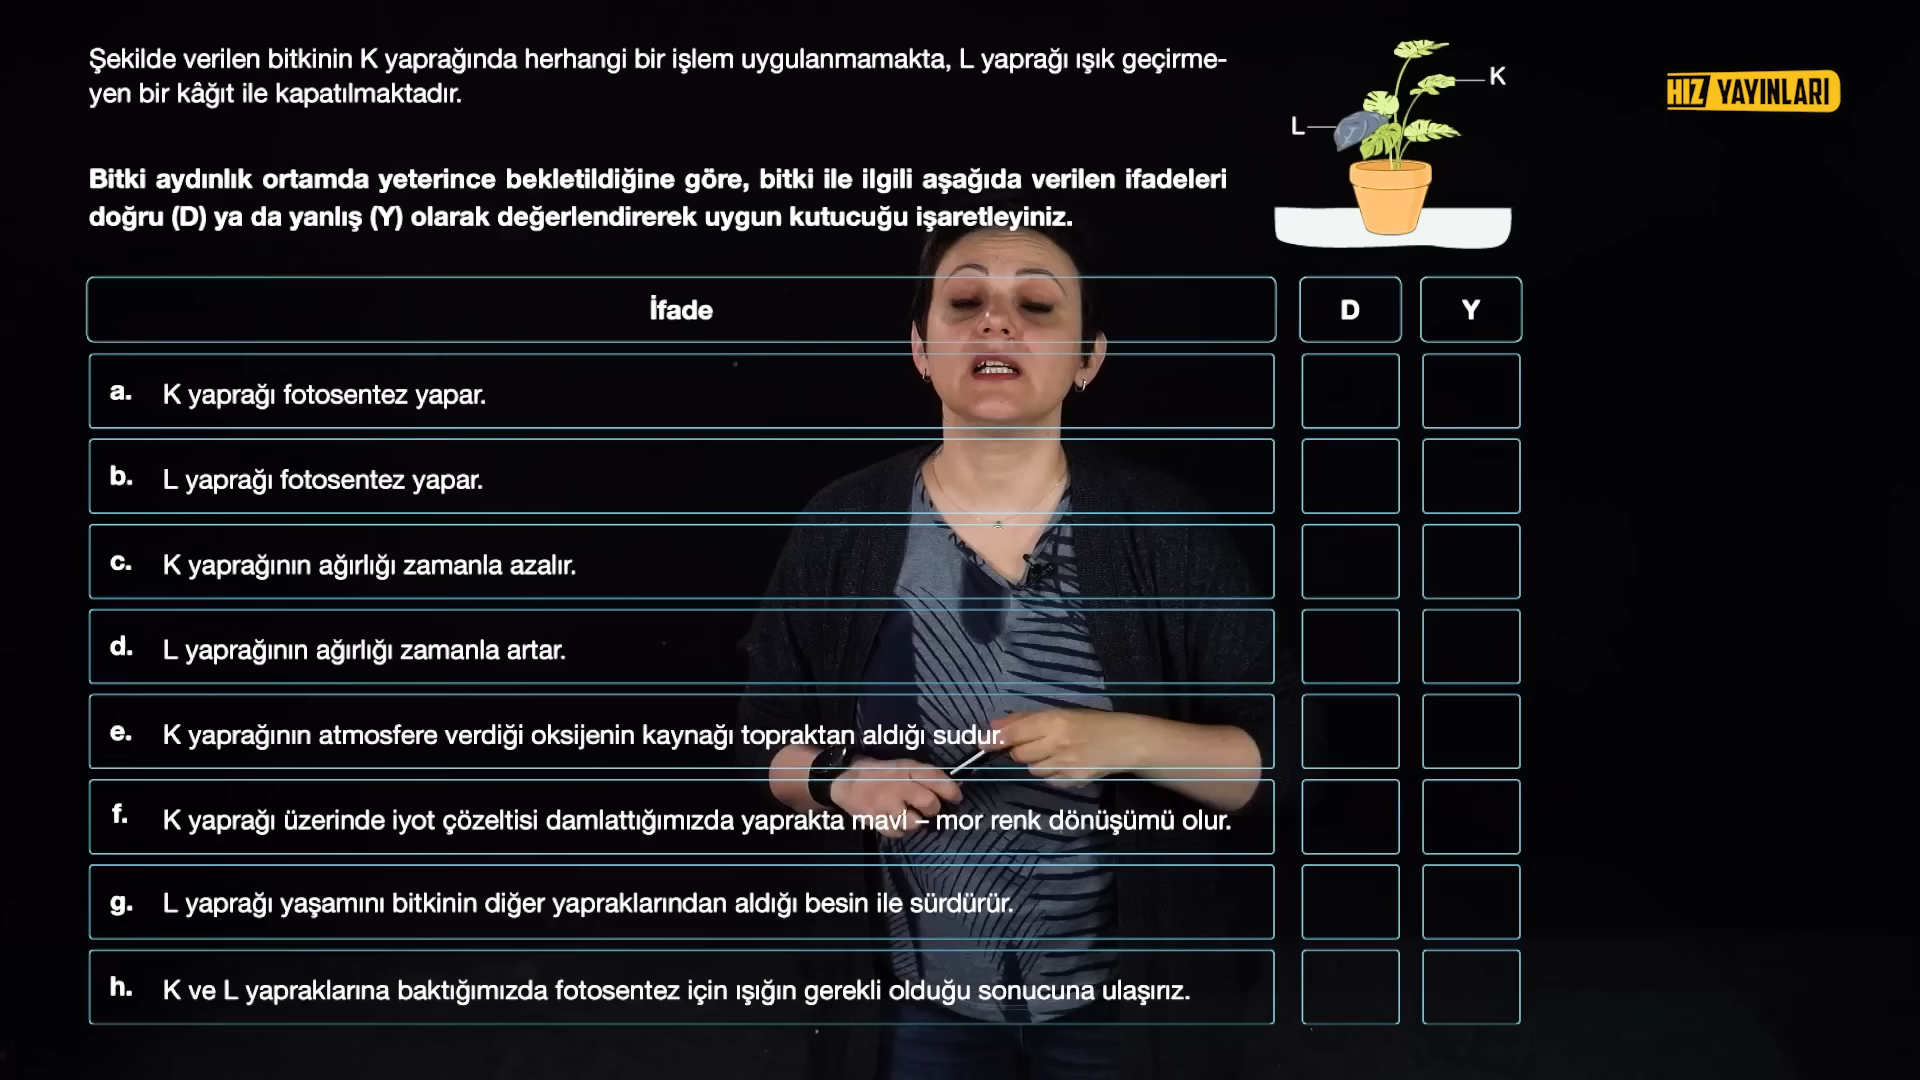 Şekilde verilen bitkinin K yaprağında herhangi bir işlem uygulanmamakta, L yaprağı ışık geçirme-
yen bir kâğıt ile kapatılmaktadır.
K
L
HIZ YAYINLARI
Bitki aydınlık ortamda yeterince bekletildiğine göre, bitki ile ilgili aşağıda verilen ifadeleri
doğru (D) ya da yanlış (Y) olarak değerlendirerek uygun kutucuğu işaretleyiniz.
İfade D Y
a. K yaprağı fotosentez yapar.
b. L yaprağı fotosentez yapar.
c. K yaprağının ağırlığı zamanla azalır.
d. L yaprağının ağırlığı zamanla artar.
e. K yaprağının atmosfere verdiği oksijenin kaynağı topraktan aldığı sudur.
f. K yaprağı üzerinde iyot çözeltisi damlattığımızda yaprakta mavi – mor renk dönüşümü olur.
g. L yaprağı yaşamını bitkinin diğer yapraklarından aldığı besin ile sürdürür.
h. K ve L yapraklarına baktığımızda fotosentez için ışığın gerekli olduğu sonucuna ulaşırız.